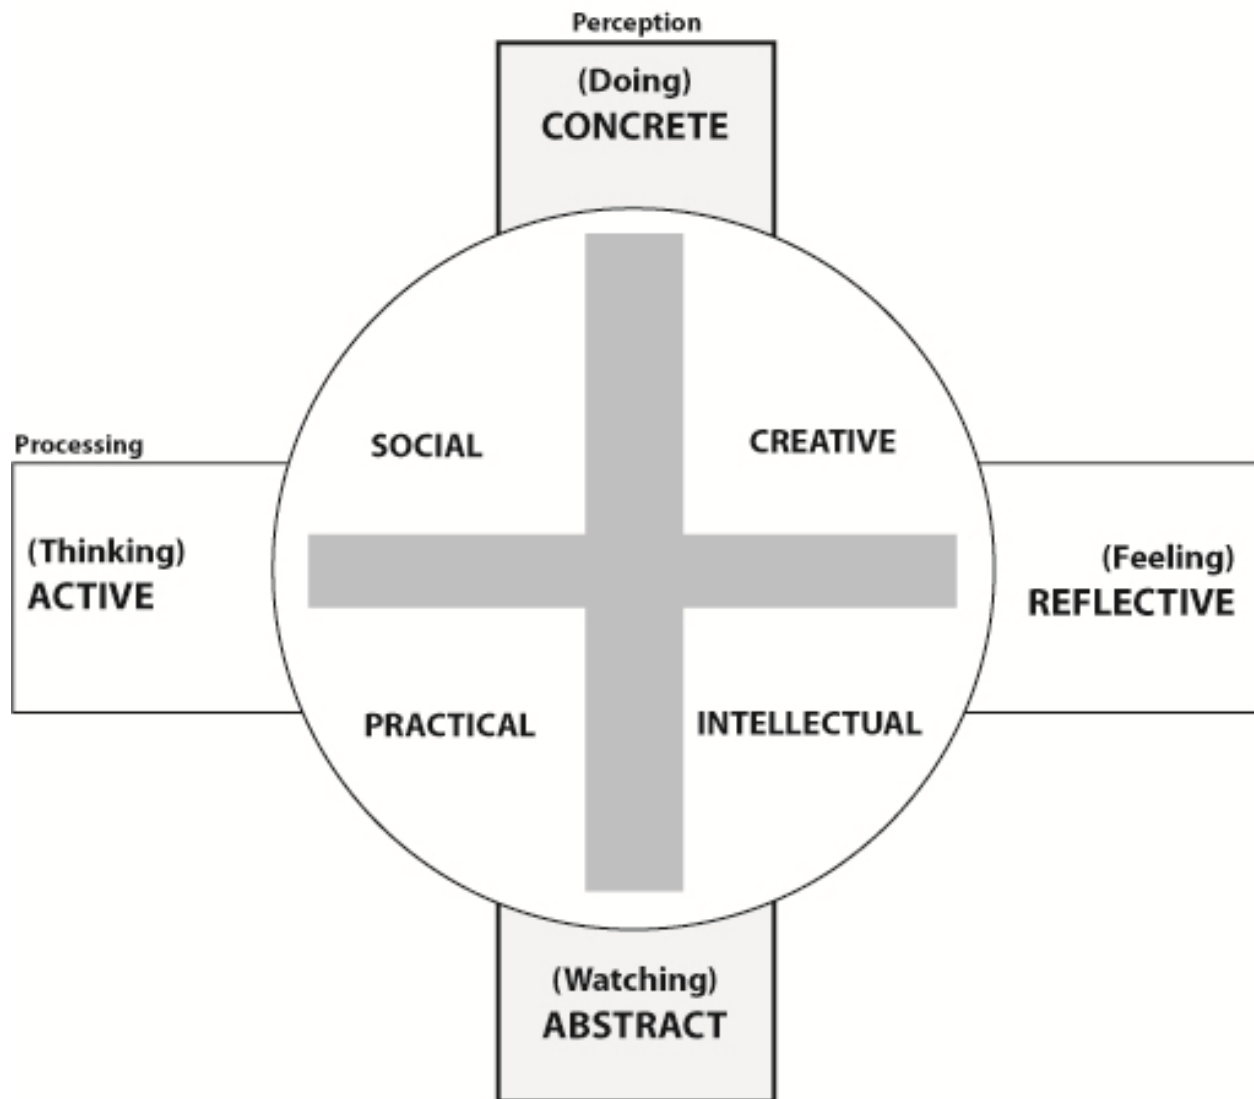 Perception
(Doing)
CONCRETE
SOCIAL
CREATIVE
Processing
(Thinking)
ACTIVE
(Feeling)
REFLECTIVE
PRACTICAL
INTELLECTUAL
(Watching)
ABSTRACT